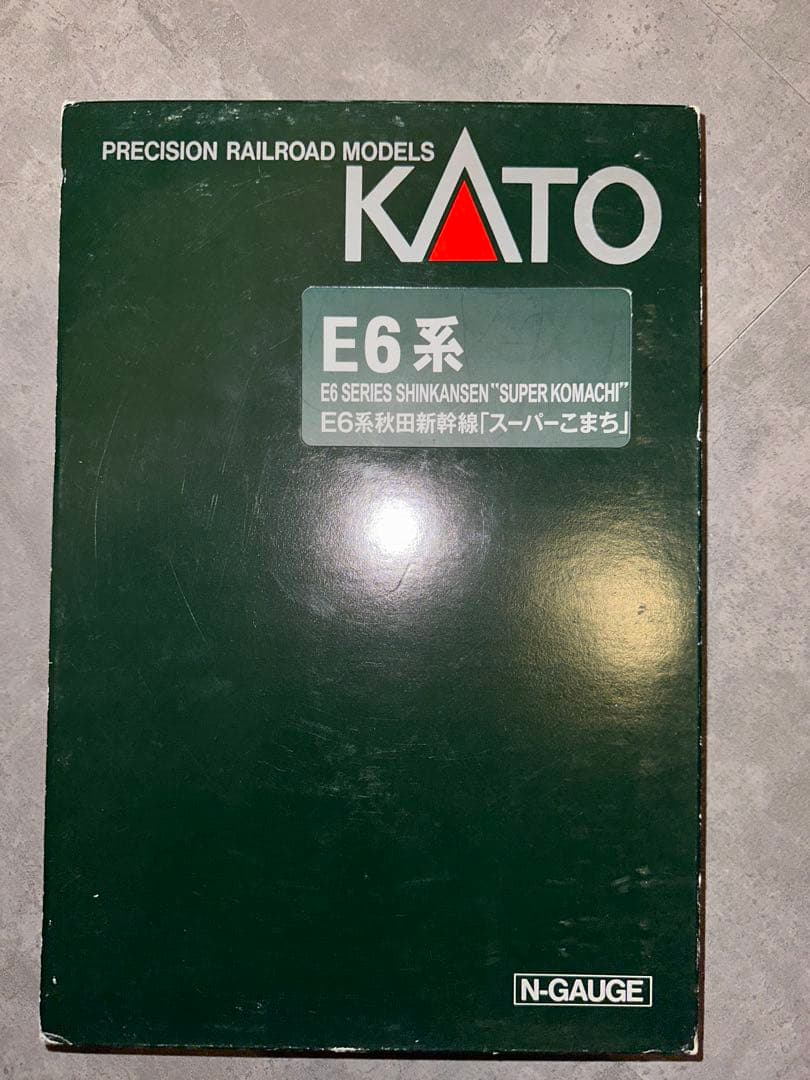 PRECISION RAILROAD MODELS
KATO
E6系
E6 SERIES SHINKANSEN "SUPER KOMACHI"
E6系秋田新幹線「スーパーこまち」
N-GAUGE